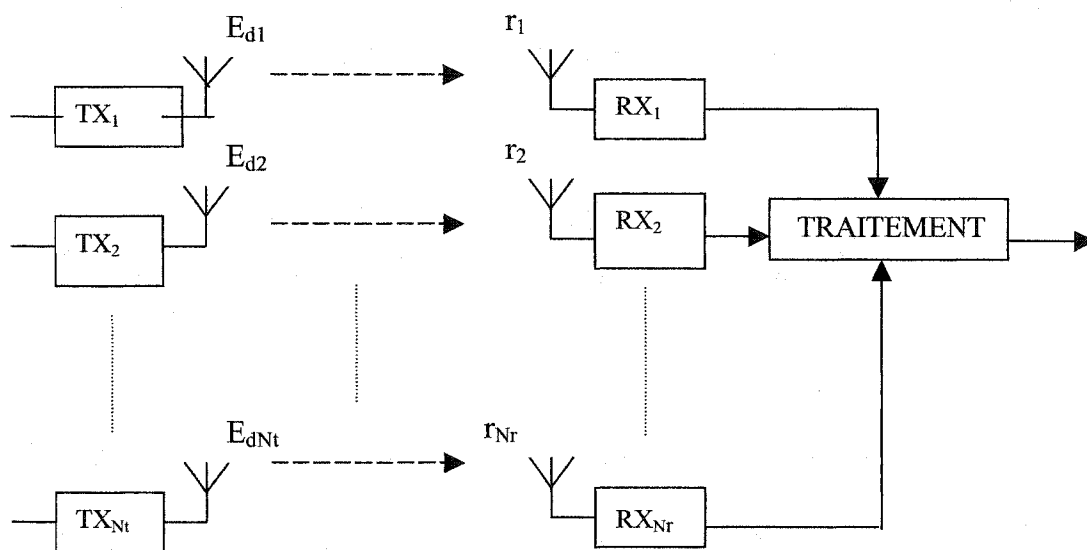 E_d1
r_1
TX_1
RX_1
E_d2
r_2
TX_2
RX_2
TRAITEMENT
E_dNt
r_Nr
TX_Nt
RX_Nr